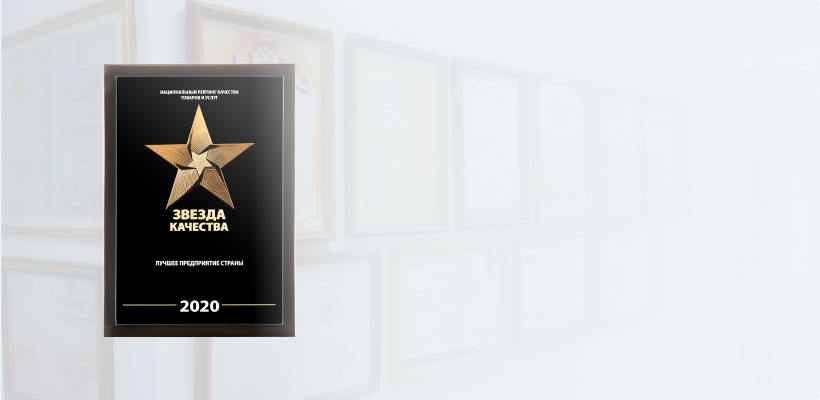 НАЦИОНАЛЬНЫЙ РЕЙТИНГ КАЧЕСТВА
ТОВАРОВ И УСЛУГ
ЗВЕЗДА
КАЧЕСТВА
ЛУЧШЕЕ ПРЕДПРИЯТИЕ СТРАНЫ
2020